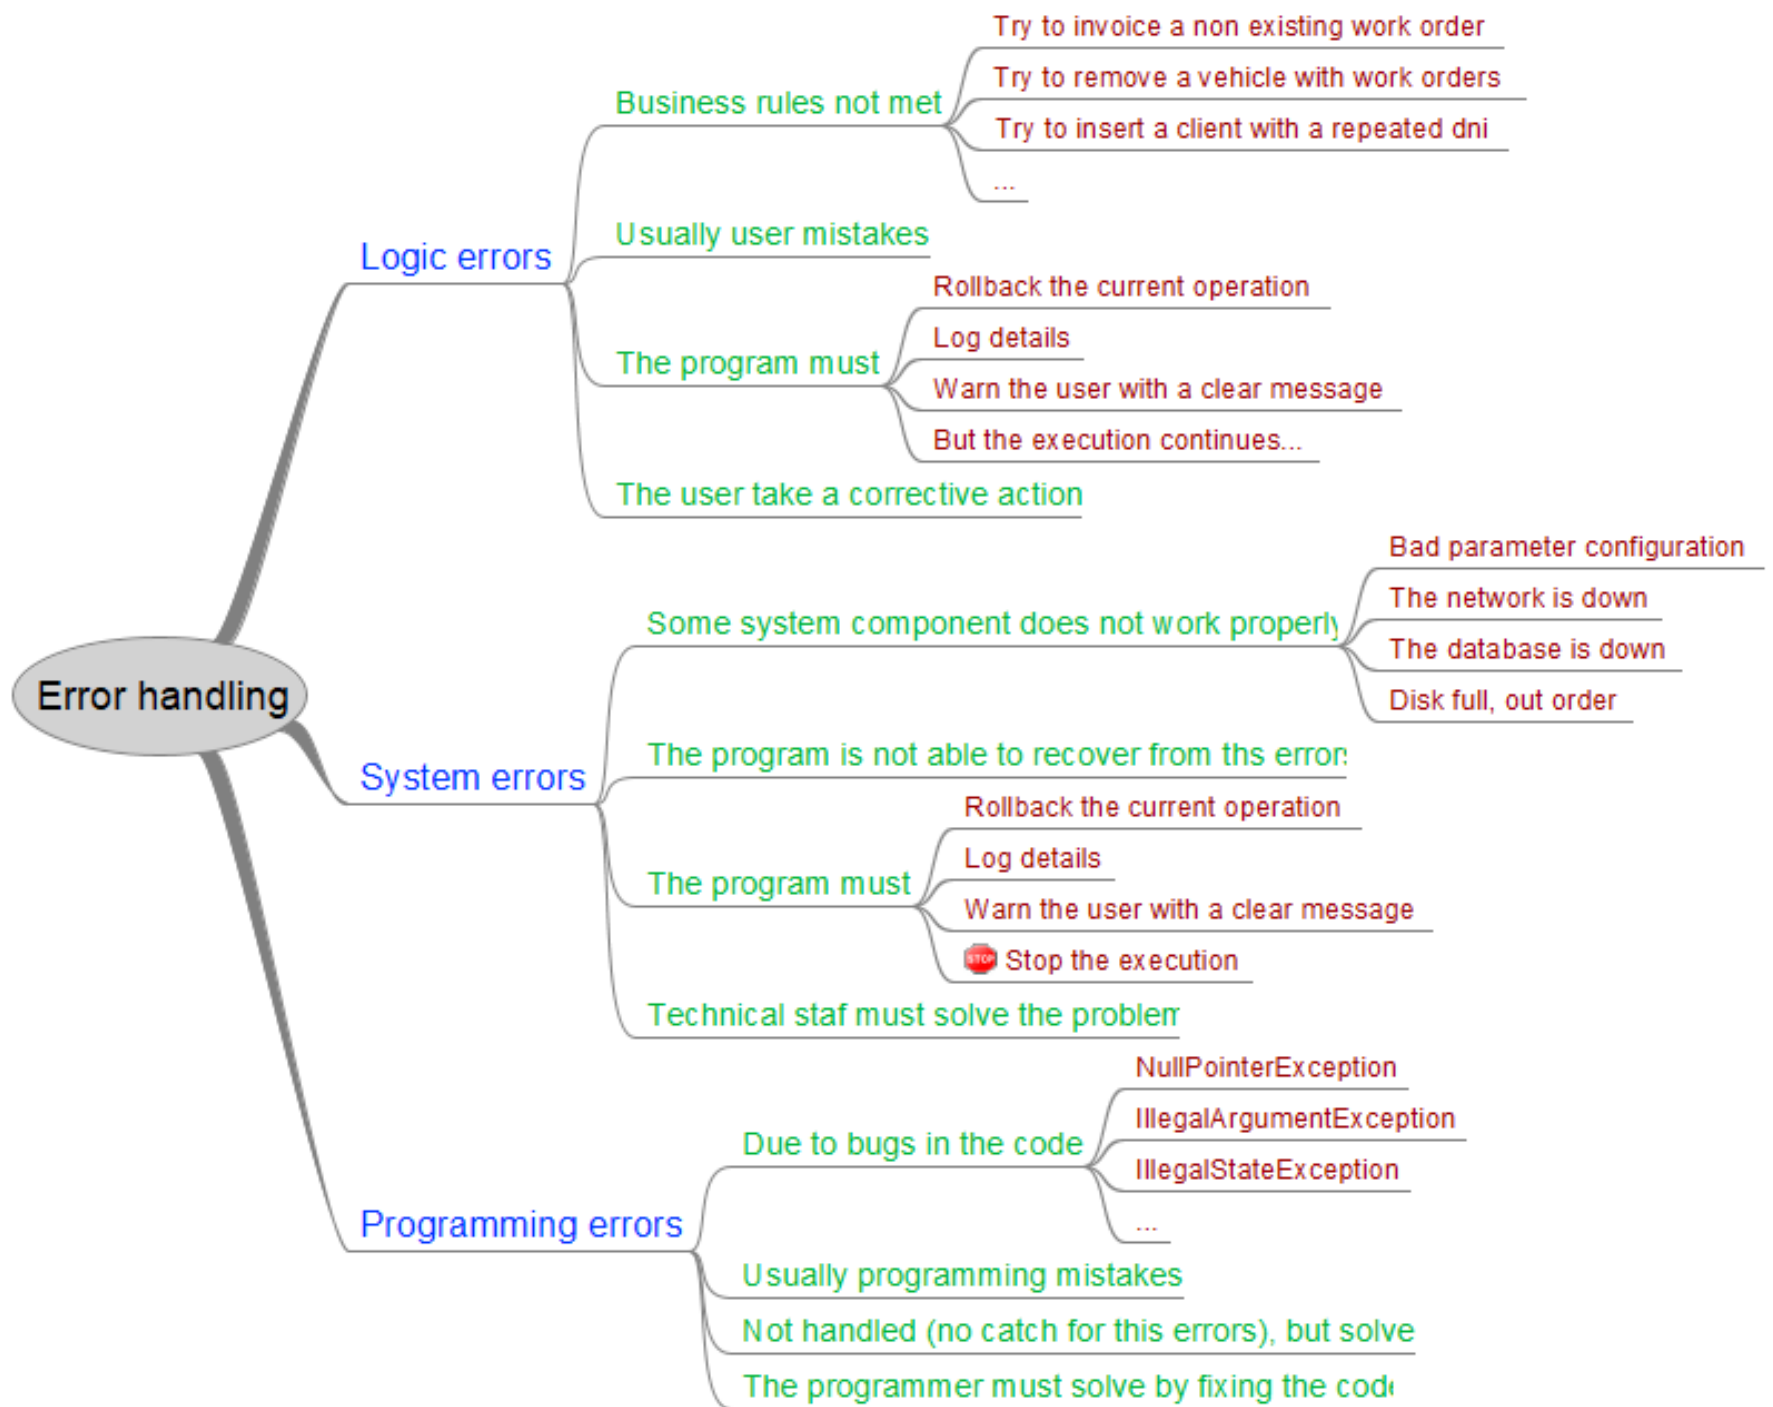 Error handling
Logic errors
Business rules not met
Try to invoice a non existing work order
Try to remove a vehicle with work orders
Try to insert a client with a repeated dni
...
Usually user mistakes
The program must
Rollback the current operation
Log details
Warn the user with a clear message
But the execution continues...
The user take a corrective action
System errors
Some system component does not work properly
Bad parameter configuration
The network is down
The database is down
Disk full, out order
The program is not able to recover from ths errors
The program must
Rollback the current operation
Log details
Warn the user with a clear message
STOP Stop the execution
Technical staf must solve the problem
Programming errors
Due to bugs in the code
NullPointerException
IllegalArgumentException
IllegalStateException
...
Usually programming mistakes
Not handled (no catch for this errors), but solve
The programmer must solve by fixing the code